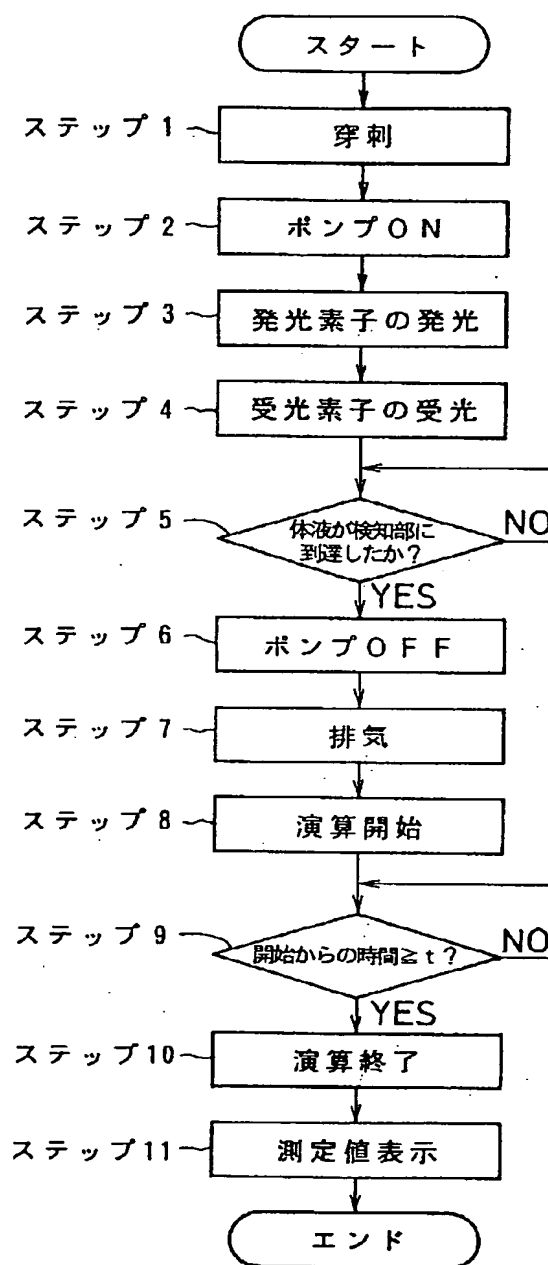 スタート
ステップ1
穿刺
ステップ2
ポンプON
ステップ3
発光素子の発光
ステップ4
受光素子の受光
ステップ5
体液が検知部に
到達したか?
NO
YES
ステップ6
ポンプOFF
ステップ7
排気
ステップ8
演算開始
ステップ9
開始からの時間≧t?
NO
YES
ステップ10
演算終了
ステップ11
測定値表示
エンド